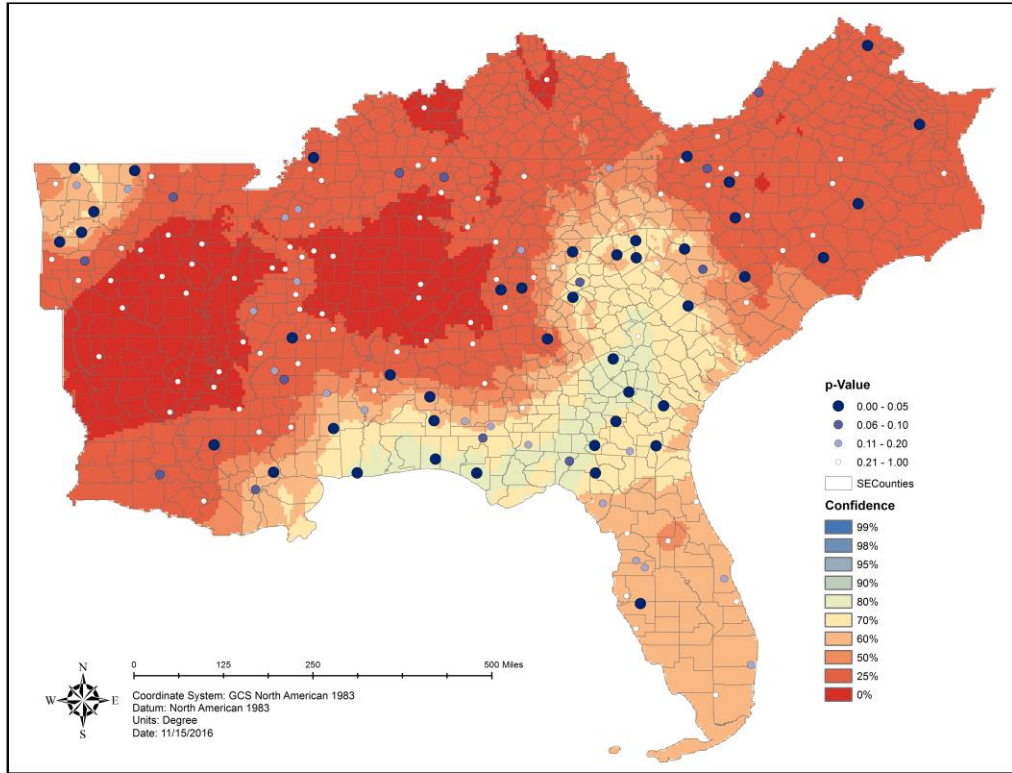 p-Value
0.00 - 0.05
0.06 - 0.10
0.11 - 0.20
0.21 - 1.00
SECounties
Confidence
99%
98%
95%
90%
80%
70%
60%
50%
25%
0%
0 125 250 500 Miles
N
W E
S
Coordinate System: GCS North American 1983
Datum: North American 1983
Units: Degree
Date: 11/15/2016